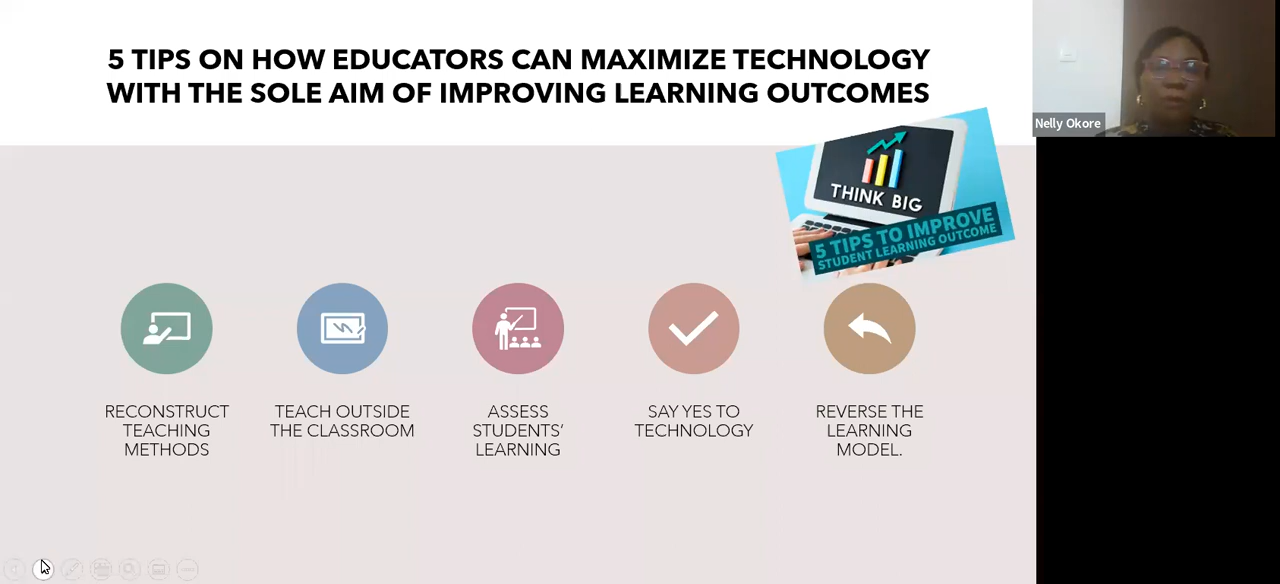 5 TIPS ON HOW EDUCATORS CAN MAXIMIZE TECHNOLOGY
WITH THE SOLE AIM OF IMPROVING LEARNING OUTCOMES
Nelly Okore
THINK BIG
5 TIPS TO IMPROVE
STUDENT LEARNING OUTCOME
RECONSTRUCT
TEACHING
METHODS
TEACH OUTSIDE
THE CLASSROOM
ASSESS
STUDENTS’
LEARNING
SAY YES TO
TECHNOLOGY
REVERSE THE
LEARNING
MODEL.